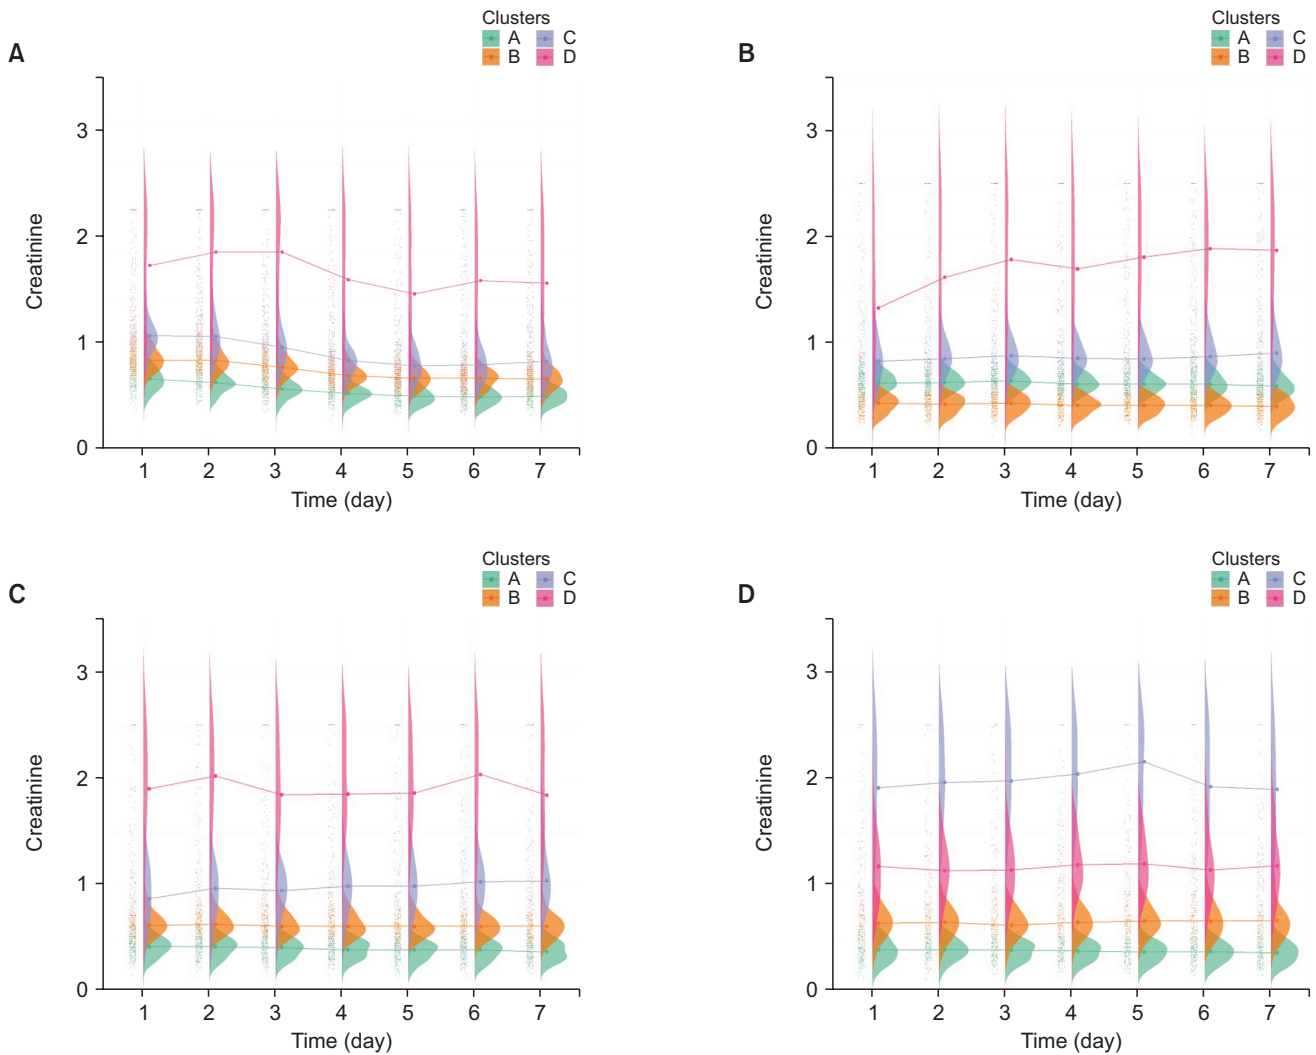 A
Clusters
A C
B D
Creatinine
3
2
1
0
1 2 3 4 5 6 7
Time (day)
B
Clusters
A C
B D
Creatinine
3
2
1
0
1 2 3 4 5 6 7
Time (day)
C
Clusters
A C
B D
Creatinine
3
2
1
0
1 2 3 4 5 6 7
Time (day)
D
Clusters
A C
B D
Creatinine
3
2
1
0
1 2 3 4 5 6 7
Time (day)